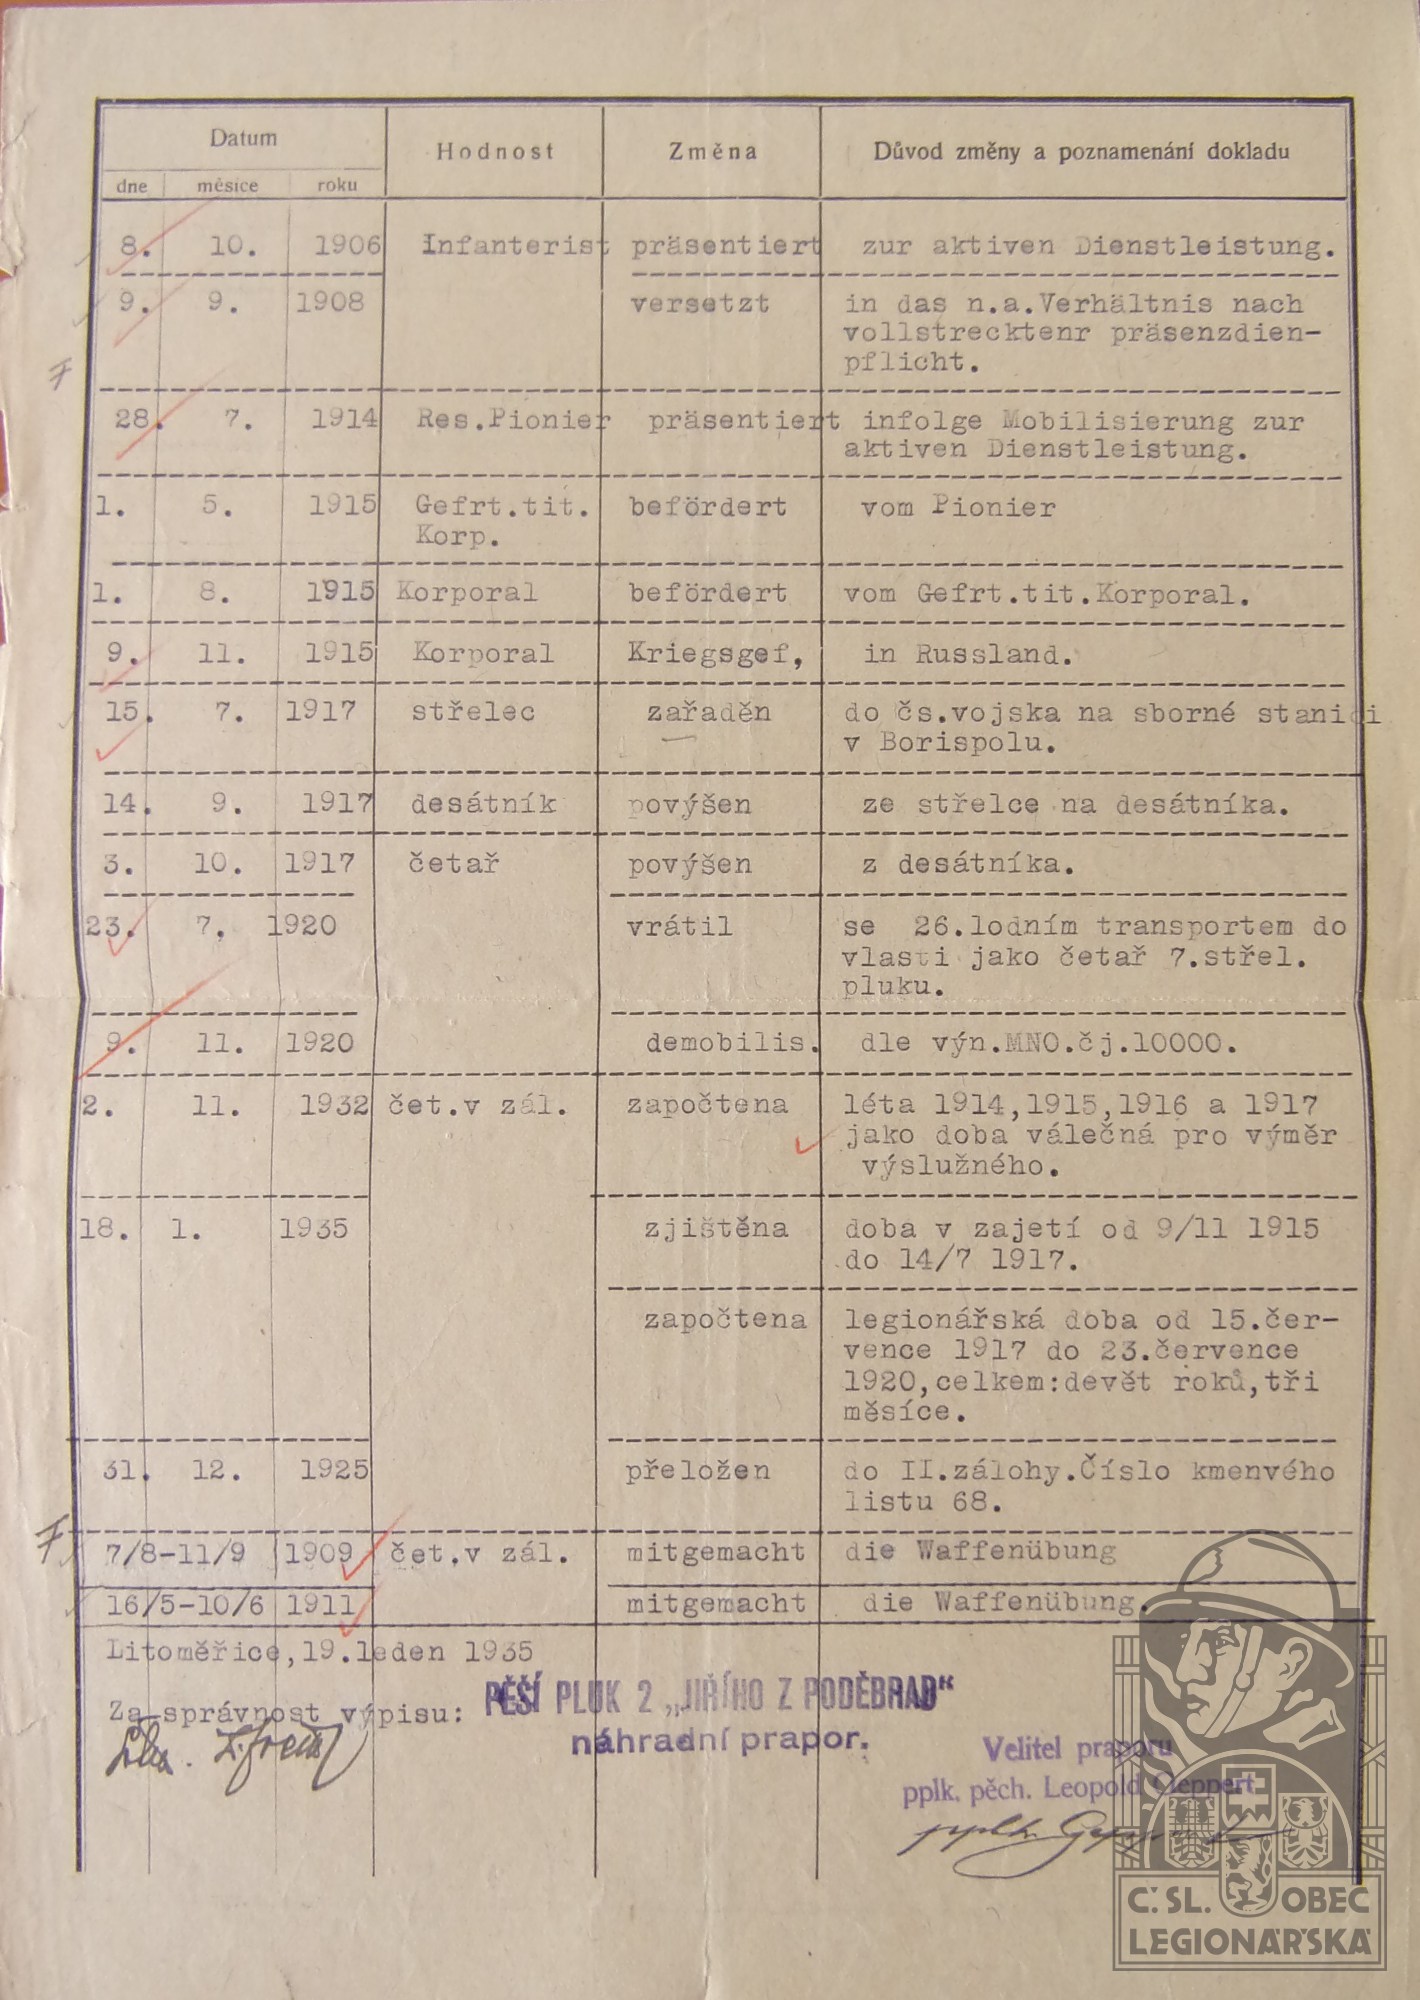 Datum Hodnost Změna Důvod změny a poznamenání dokladu
dne měsíce roku
8. 10. 1906 Infanterist präsentiert zur aktiven Dienstleistung.
9. 9. 1908 versetzt in das n.a.Verhältnis nach
vollstrecktenr präsenzdien-
pflicht.
28. 7. 1914 Res.Pionier präsentiert infolge Mobilisierung zur
aktiven Dienstleistung.
1. 5. 1915 Gefrt.tit. befördert vom Pionier
Korp.
1. 8. 1915 Korporal befördert vom Gefrt.tit.Korporal.
9. 11. 1915 Korporal Kriegsgef, in Russland.
15. 7. 1917 střelec zařaděn do čs.vojska na sborné stanici
v Borispolu.
14. 9. 1917 desátník povýšen ze střelce na desátníka.
3. 10. 1917 četař povýšen z desátníka.
23. 7. 1920 vrátil se 26.lodním transportem do
vlasti jako četař 7.střel.
pluku.
9. 11. 1920 demobilis. dle výn.MNO.čj.10000.
2. 11. 1932 čet.v zál. započtena léta 1914,1915,1916 a 1917
jako doba válečná pro výměr
výslužného.
18. 1. 1935 zjištěna doba v zajetí od 9/11 1915
do 14/7 1917.
započtena legionářská doba od 15.čer-
vence 1917 do 23.července
1920,celkem:devět roků,tři
měsíce.
31. 12. 1925 přeložen do II.zálohy.Číslo kmenvého
listu 68.
7/8-11/9 1909 čet.v zál. mitgemacht die Waffenübung
16/5-10/6 1911 mitgemacht die Waffenübung.
Litoměřice,19.leden 1935
Za správnost výpisu: PĚŠÍ PLUK 2 „JIŘÍHO Z PODĚBRAD“
náhradní prapor.
Velitel praporu
pplk. pěch. Leopold Geppert
pplk. Geppert
Č.SL. OBEC
LEGIONÁŘSKÁ